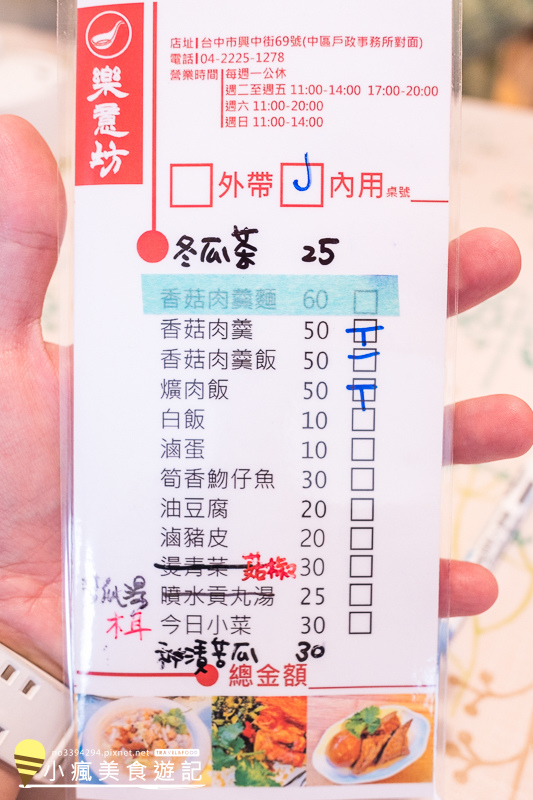 樂意坊
店址 台中市興中街69號(中區戶政事務所對面)
電話 04-2225-1278
營業時間 每週一公休
週二至週五 11:00-14:00 17:00-20:00
週六 11:00-20:00
週日 11:00-14:00
外帶 內用 桌號
冬瓜茶 25
香菇肉羹麵 60
香菇肉羹 50
香菇肉羹飯 50
爌肉飯 50
白飯 10
滷蛋 10
筍香魩仔魚 30
油豆腐 20
滷豬皮 20
燙青菜 30
噴水貢丸湯 25
木耳 今日小菜 30
漬苦瓜 30
總金額
no3394294.pixnet.net
小瘋美食遊記